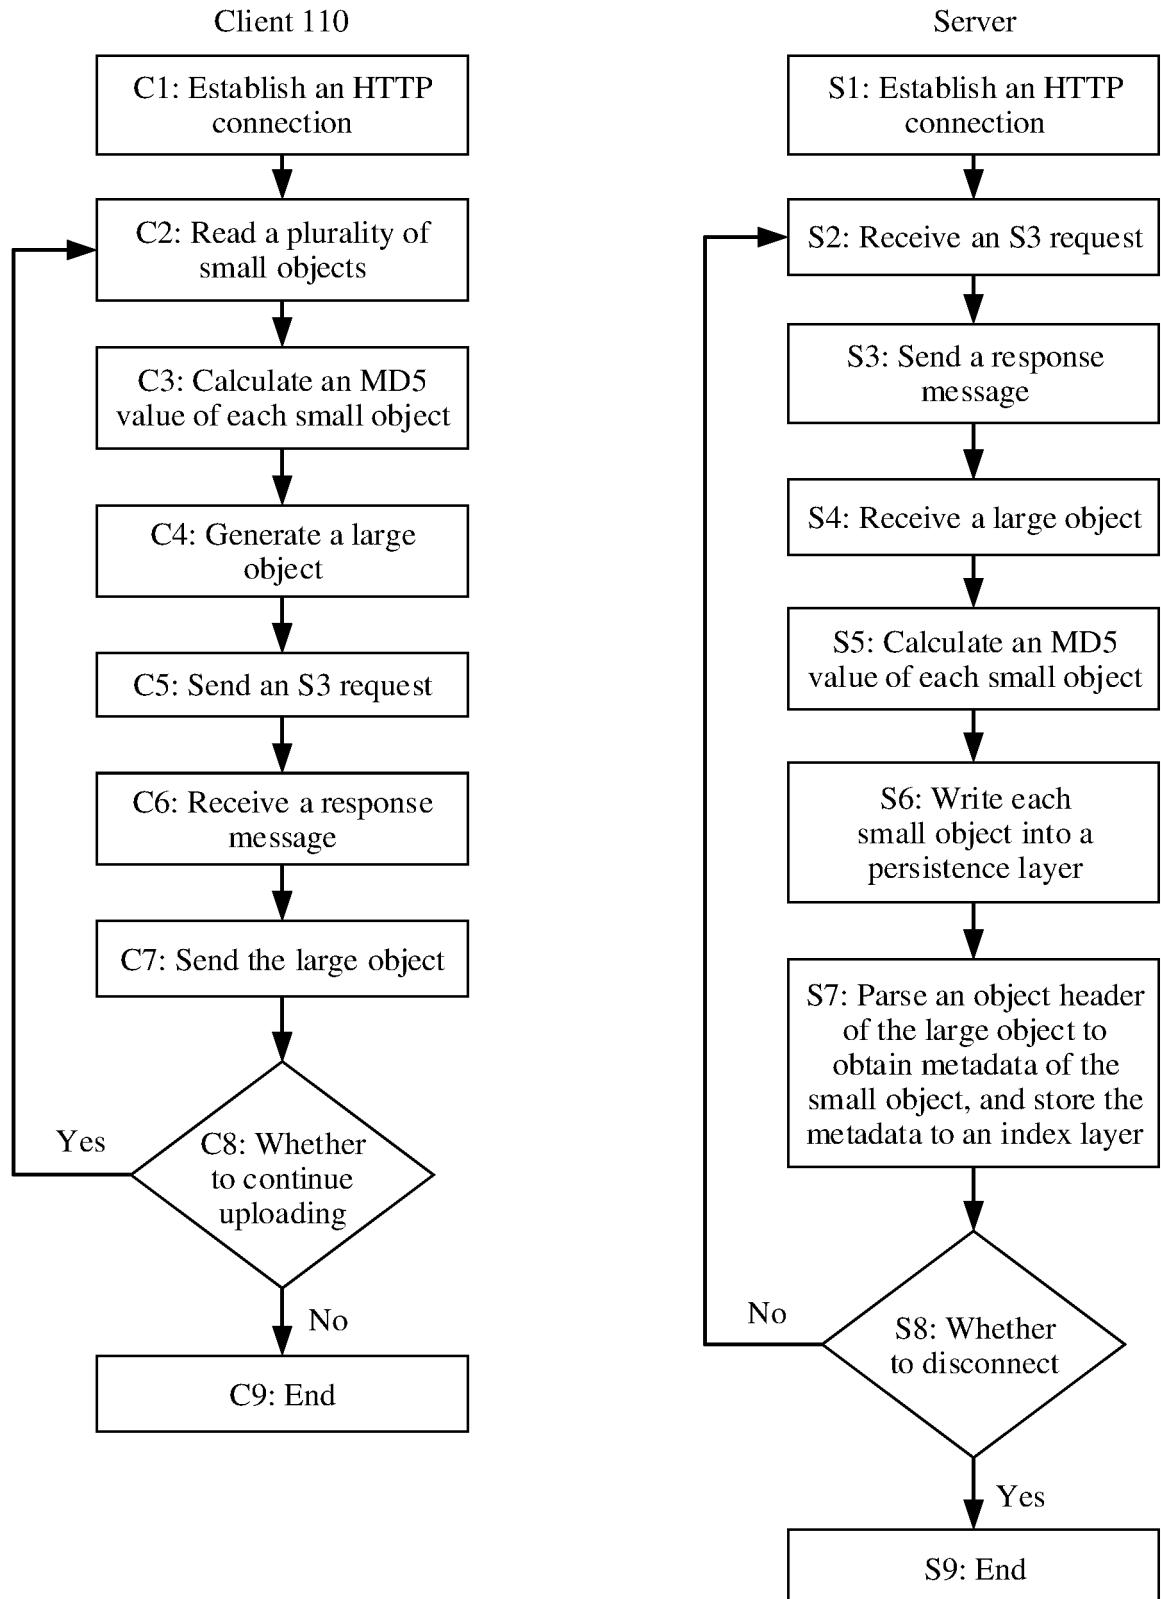 Client 110
C1: Establish an HTTP
connection
C2: Read a plurality of
small objects
C3: Calculate an MD5
value of each small object
C4: Generate a large
object
C5: Send an S3 request
C6: Receive a response
message
C7: Send the large object
Yes
C8: Whether
to continue
uploading
No
C9: End
Server
S1: Establish an HTTP
connection
S2: Receive an S3 request
S3: Send a response
message
S4: Receive a large object
S5: Calculate an MD5
value of each small object
S6: Write each
small object into a
persistence layer
S7: Parse an object header
of the large object to
obtain metadata of the
small object, and store the
metadata to an index layer
No
S8: Whether
to disconnect
Yes
S9: End